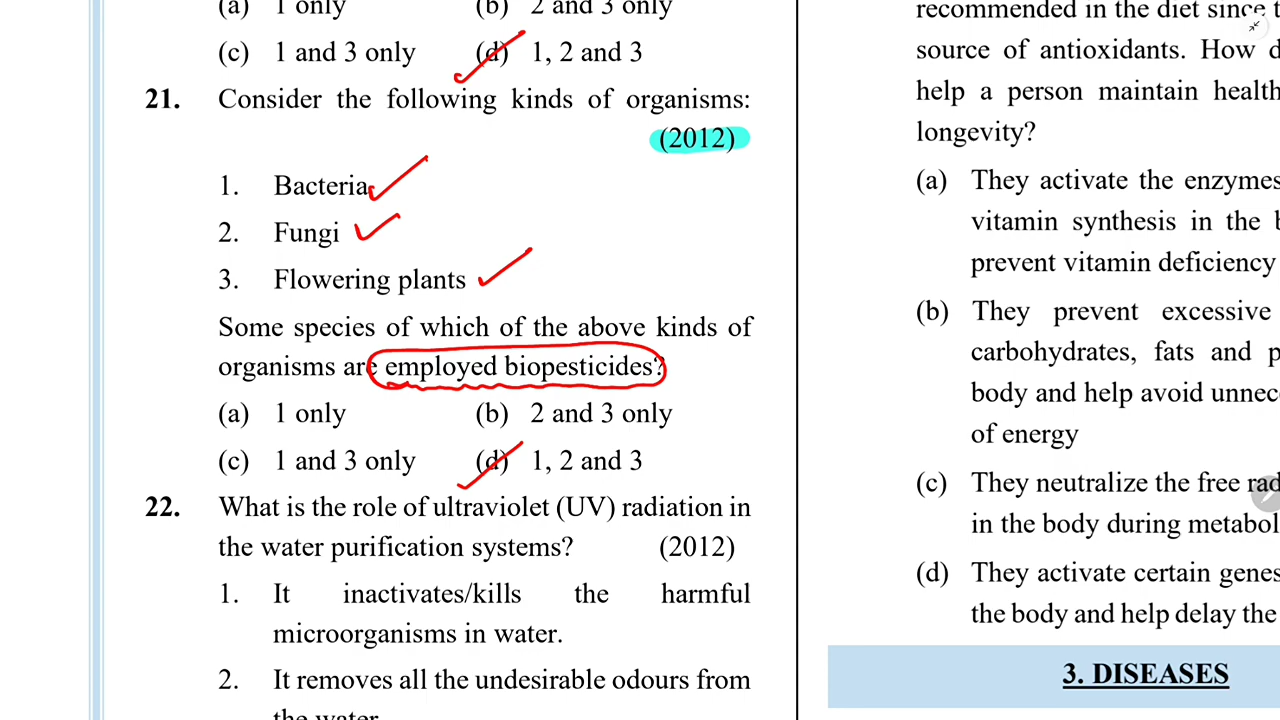 (a) 1 only (b) 2 and 3 only
(c) 1 and 3 only (d) 1, 2 and 3
21. Consider the following kinds of organisms:
(2012)
1. Bacteria
2. Fungi
3. Flowering plants
Some species of which of the above kinds of
organisms are employed biopesticides?
(a) 1 only (b) 2 and 3 only
(c) 1 and 3 only (d) 1, 2 and 3
22. What is the role of ultraviolet (UV) radiation in
the water purification systems? (2012)
1. It inactivates/kills the harmful
microorganisms in water.
2. It removes all the undesirable odours from
the water.
recommended in the diet since
source of antioxidants. How
help a person maintain health
longevity?
(a) They activate the enzymes
vitamin synthesis in the
prevent vitamin deficiency
(b) They prevent excessive
carbohydrates, fats and
body and help avoid unnec
of energy
(c) They neutralize the free rad
in the body during metabol
(d) They activate certain genes
the body and help delay the
3. DISEASES